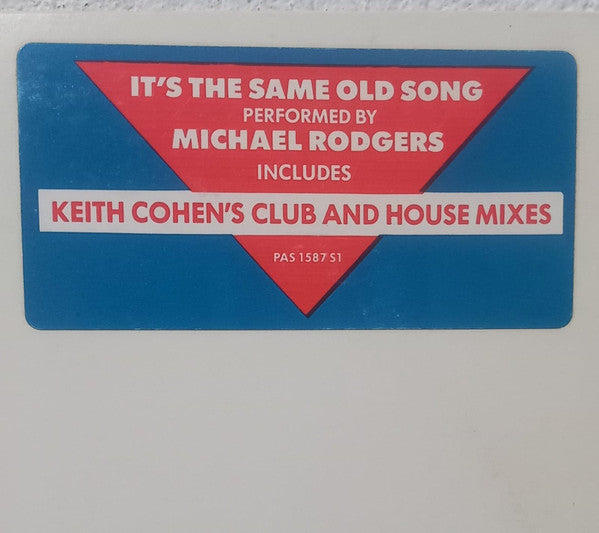 IT'S THE SAME OLD SONG
PERFORMED BY
MICHAEL RODGERS
INCLUDES
KEITH COHEN'S CLUB AND HOUSE MIXES
PAS 1587 S1